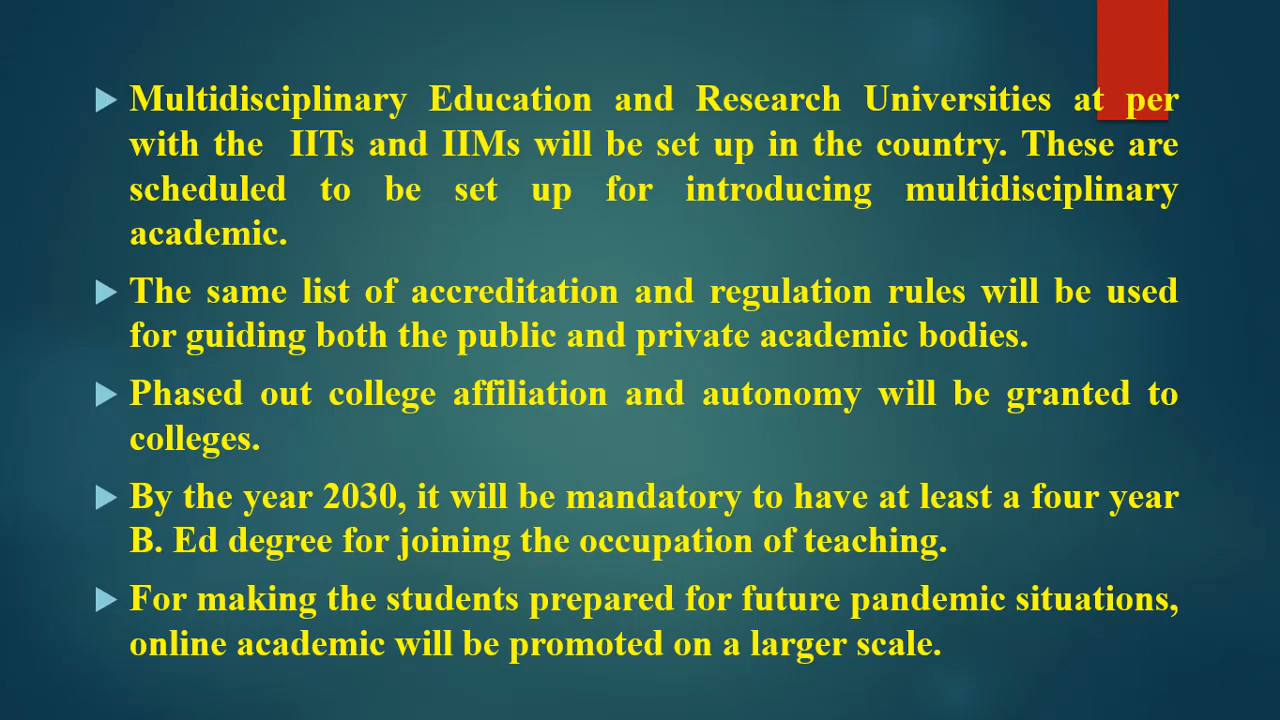 Multidisciplinary Education and Research Universities at per
with the IITs and IIMs will be set up in the country. These are
scheduled to be set up for introducing multidisciplinary
academic.
The same list of accreditation and regulation rules will be used
for guiding both the public and private academic bodies.
Phased out college affiliation and autonomy will be granted to
colleges.
By the year 2030, it will be mandatory to have at least a four year
B. Ed degree for joining the occupation of teaching.
For making the students prepared for future pandemic situations,
online academic will be promoted on a larger scale.